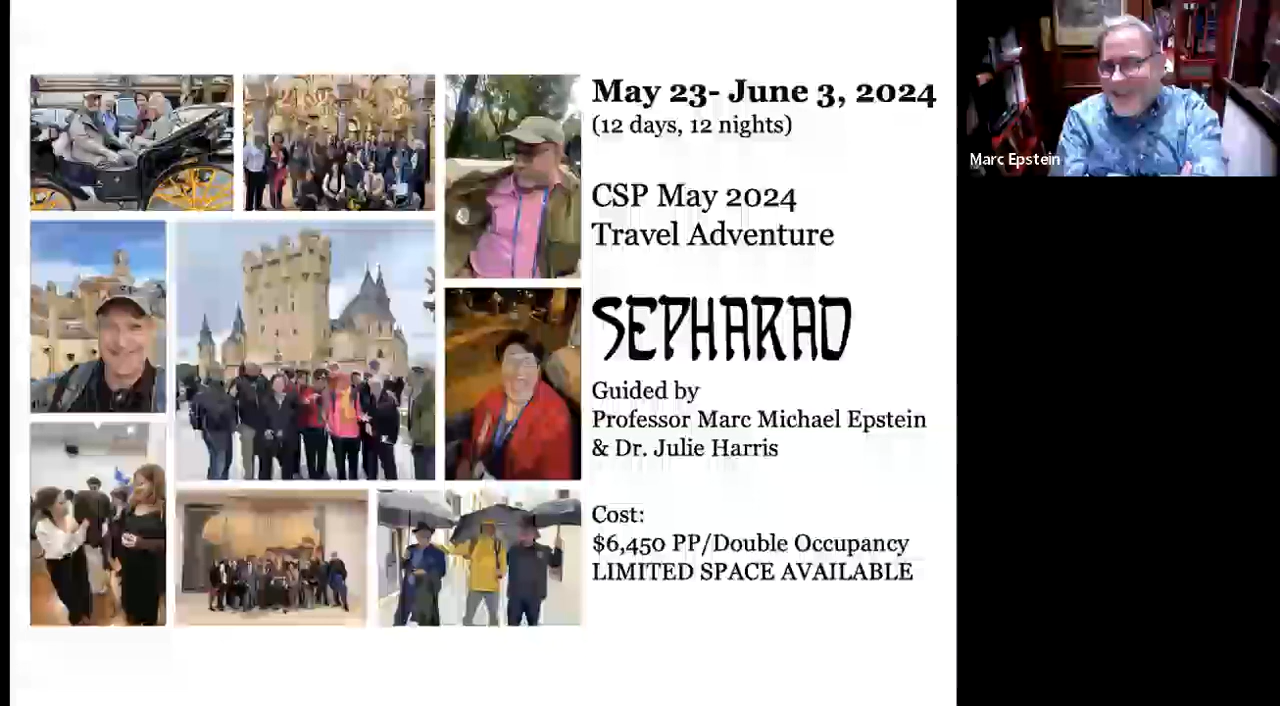 May 23- June 3, 2024
(12 days, 12 nights)
CSP May 2024
Travel Adventure
SEPHARAD
Guided by
Professor Marc Michael Epstein
& Dr. Julie Harris
Cost:
$6,450 PP/Double Occupancy
LIMITED SPACE AVAILABLE
Marc Epstein